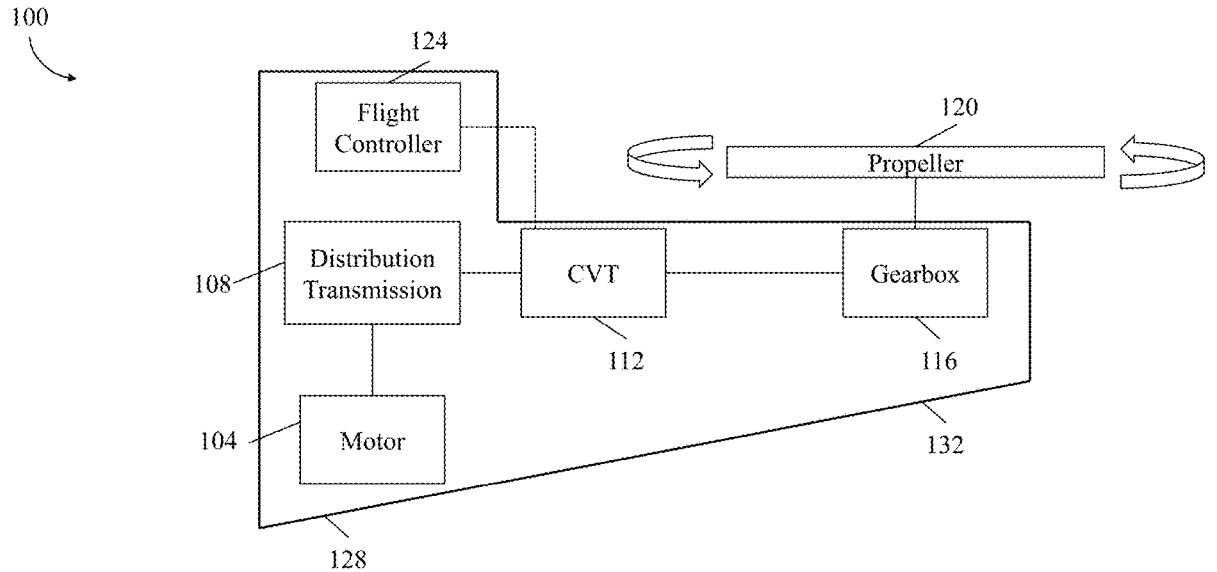 100
124
Flight
Controller
120
Propeller
108
Distribution
Transmission
CVT
Gearbox
112
116
104
Motor
132
128